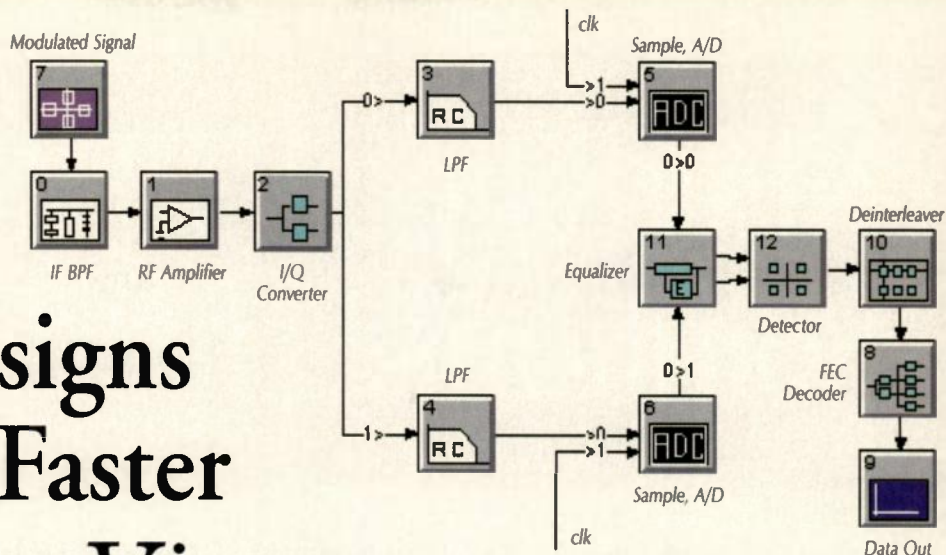 clk
Modulated Signal
Sample, A/D
7
3
5
0>
>1
>0
RC
ADC
LPF
0>0
0
1
2
11
12
10
Deinterleaver
Equalizer
E
IF BPF
RF Amplifier
I/Q
Converter
Detector
signs
Faster
LPF
0>1
FEC
Decoder
8
4
6
1>
>0
>1
RC
ADC
9
Sample, A/D
clk
Data Out